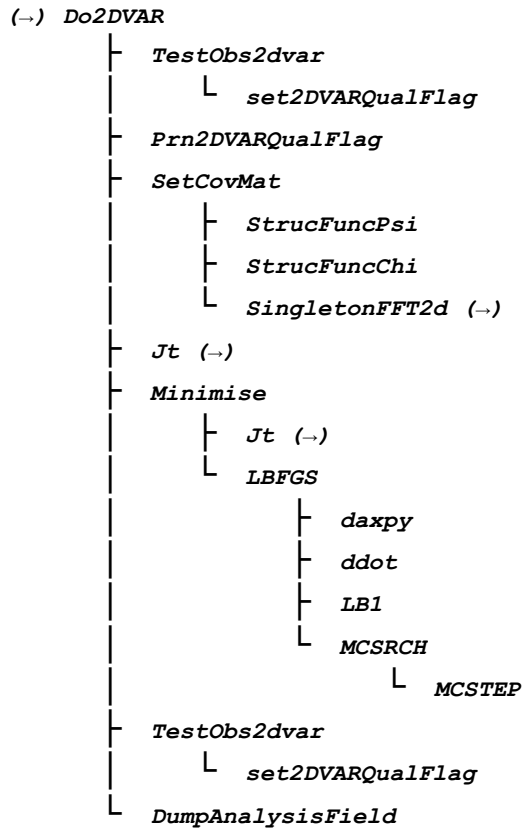 (→) Do2DVAR
TestObs2dvar
set2DVARQualFlag
Prn2DVARQualFlag
SetCovMat
StrucFuncPsi
StrucFuncChi
SingletonFFT2d (→)
Jt (→)
Minimise
Jt (→)
LBFGS
daxpy
ddot
LB1
MCSRCH
MCSTEP
TestObs2dvar
set2DVARQualFlag
DumpAnalysisField